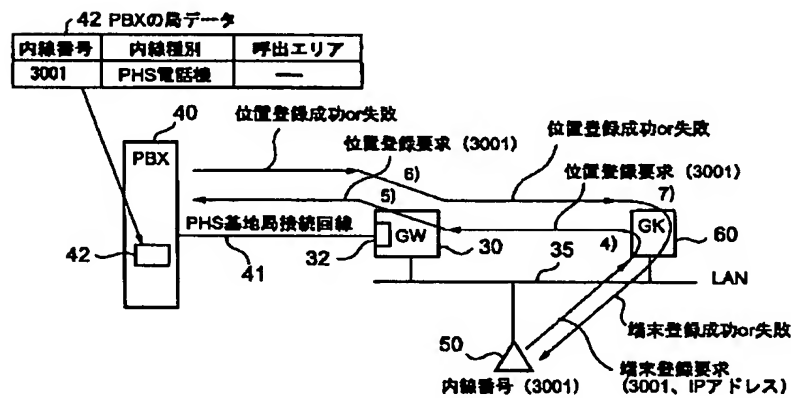 42 PBXの局データ
内線番号 内線種別 呼出エリア
3001 PHS電話機 —
40
位置登録成功or失敗
位置登録要求（3001）
位置登録成功or失敗
PBX
6)
位置登録要求（3001）
5)
7)
PHS基地局接続回線
GW
4)
GK
60
42
41
32
30
35
LAN
端末登録成功or失敗
50
端末登録要求
（3001、IPアドレス）
内線番号（3001）